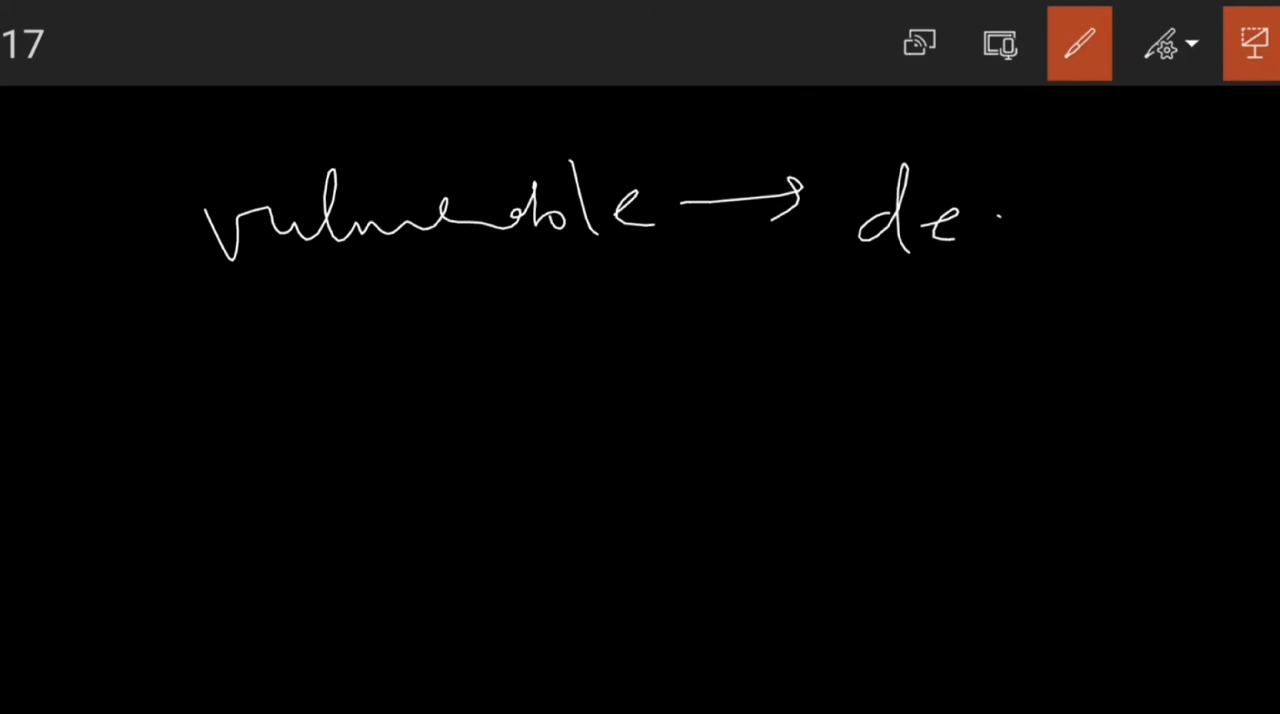 17
vulnerable → de